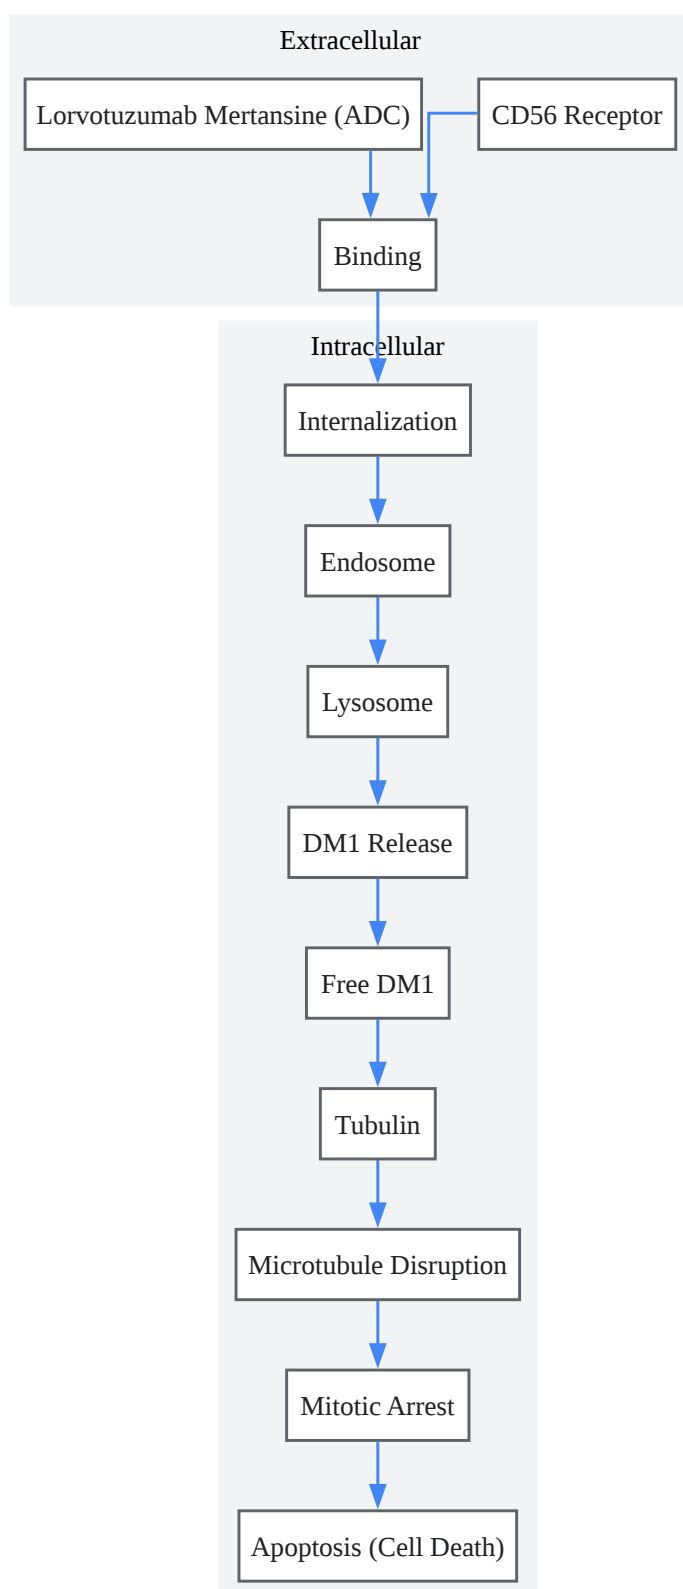 Extracellular
Lorvotuzumab Mertansine (ADC)
CD56 Receptor
Binding
Intracellular
Internalization
Endosome
Lysosome
DM1 Release
Free DM1
Tubulin
Microtubule Disruption
Mitotic Arrest
Apoptosis (Cell Death)